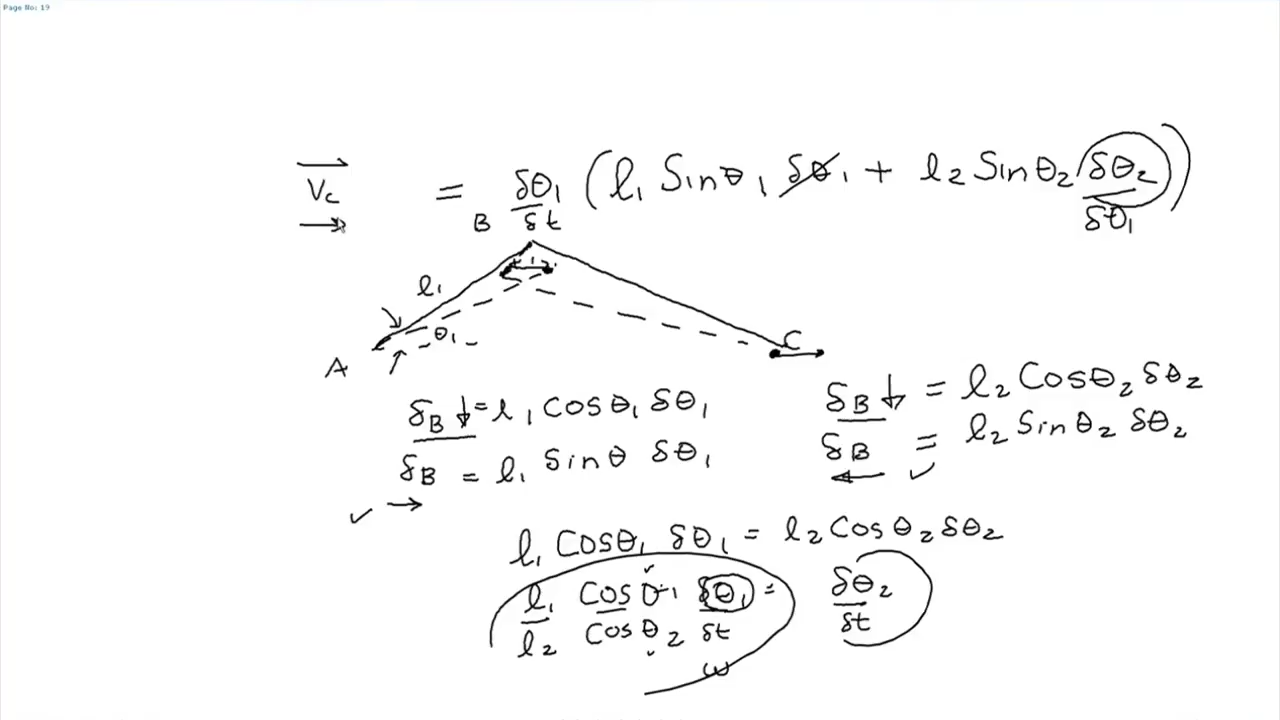 Page No: 19
Vc = δθ₁/δt (l₁ Sinθ₁ δθ₁ + l₂ Sinθ₂ δθ₂/δθ₁)
B
l₁
θ₁
C
A
δB ↓ = l₁ Cosθ₁ δθ₁
δB ↓ = l₂ Cosθ₂ δθ₂
δB = l₁ Sinθ δθ₁
δB = l₂ Sinθ₂ δθ₂
✓ →
← ✓
l₁ Cosθ₁ δθ₁ = l₂ Cosθ₂ δθ₂
l₁/l₂ Cosθ₁/Cosθ₂ δθ₁/δt = δθ₂/δt
ω